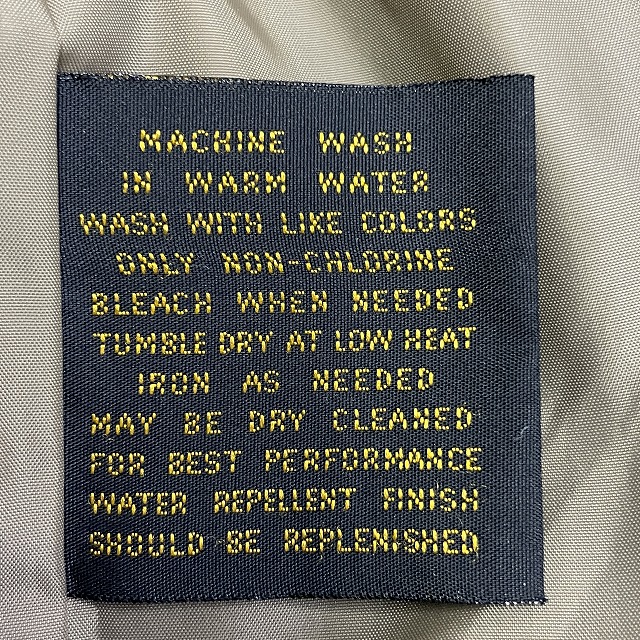 MACHINE WASH
IN WARM WATER
WASH WITH LIKE COLORS
ONLY NON-CHLORINE
BLEACH WHEN NEEDED
TUMBLE DRY AT LOW HEAT
IRON AS NEEDED
MAY BE DRY CLEANED
FOR BEST PERFORMANCE
WATER REPELLENT FINISH
SHOULD BE REPLENISHED